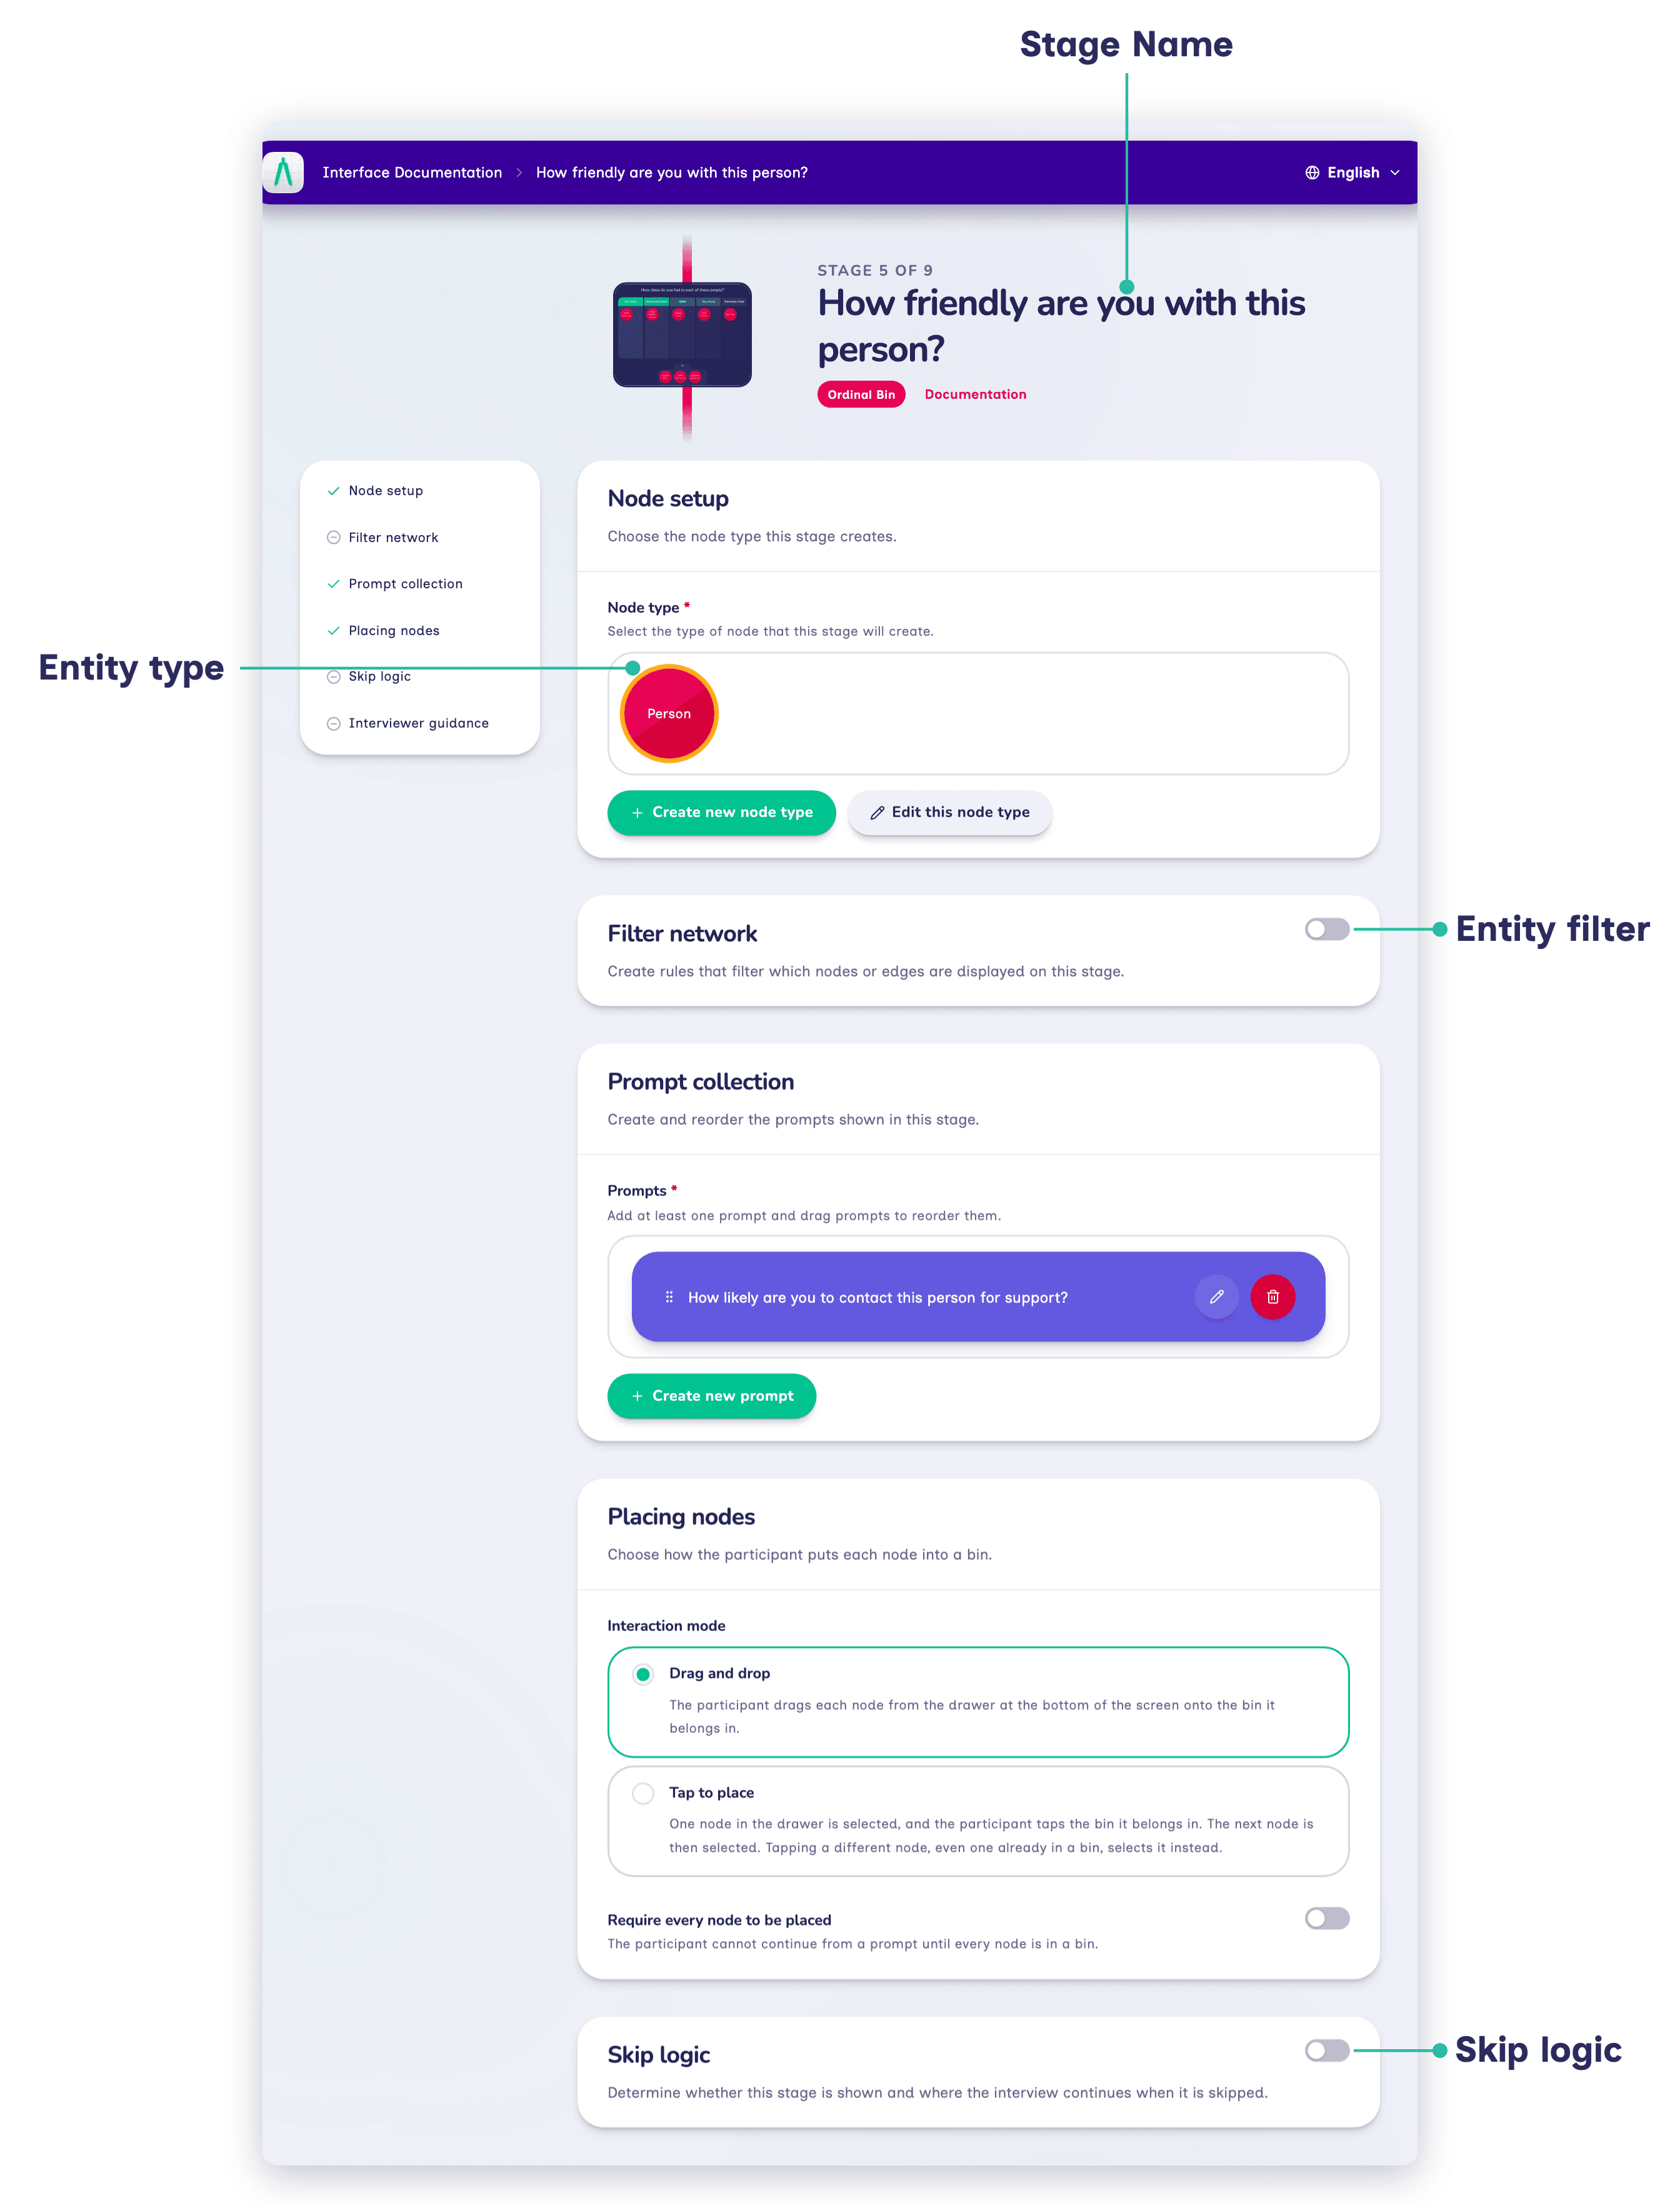 Stage Name
Interface Documentation
How friendly are you with this person?
English
STAGE 5 OF 9
How friendly are you with this
person?
Ordinal Bin
Documentation
Node setup
Filter network
Prompt collection
Placing nodes
Skip logic
Interviewer guidance
Entity type
Node setup
Choose the node type this stage creates.
Node type *
Select the type of node that this stage will create.
Person
Create new node type
Edit this node type
Filter network
Create rules that filter which nodes or edges are displayed on this stage.
Entity filter
Prompt collection
Create and reorder the prompts shown in this stage.
Prompts *
Add at least one prompt and drag prompts to reorder them.
How likely are you to contact this person for support?
Create new prompt
Placing nodes
Choose how the participant puts each node into a bin.
Interaction mode
Drag and drop
The participant drags each node from the drawer at the bottom of the screen onto the bin it
belongs in.
Tap to place
One node in the drawer is selected, and the participant taps the bin it belongs in. The next node is
then selected. Tapping a different node, even one already in a bin, selects it instead.
Require every node to be placed
The participant cannot continue from a prompt until every node is in a bin.
Skip logic
Determine whether this stage is shown and where the interview continues when it is skipped.
Skip logic